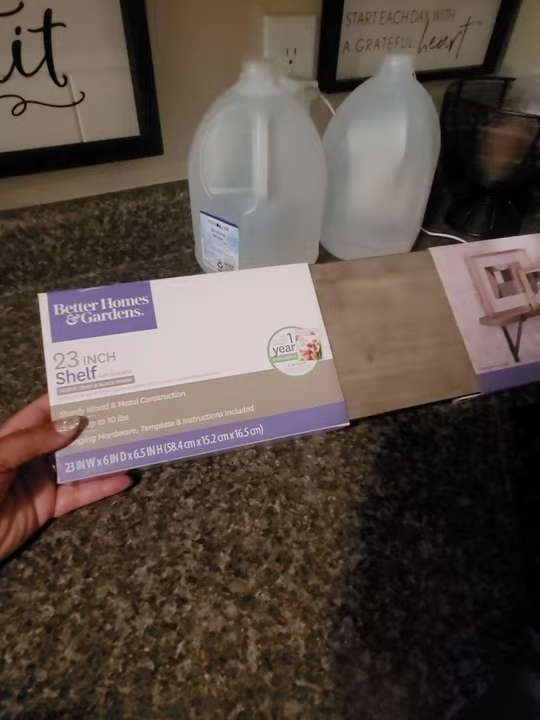 it
START EACH DAY WITH
A GRATEFUL heart
Better Homes
& Gardens
23 INCH
Shelf
1
year
Sturdy Wood & Metal Construction
up to 10 lbs
Hardware, Template & Instructions Included
23 IN W x 6 IN D x 6.5 IN H (58.4 cm x 15.2 cm x 16.5 cm)